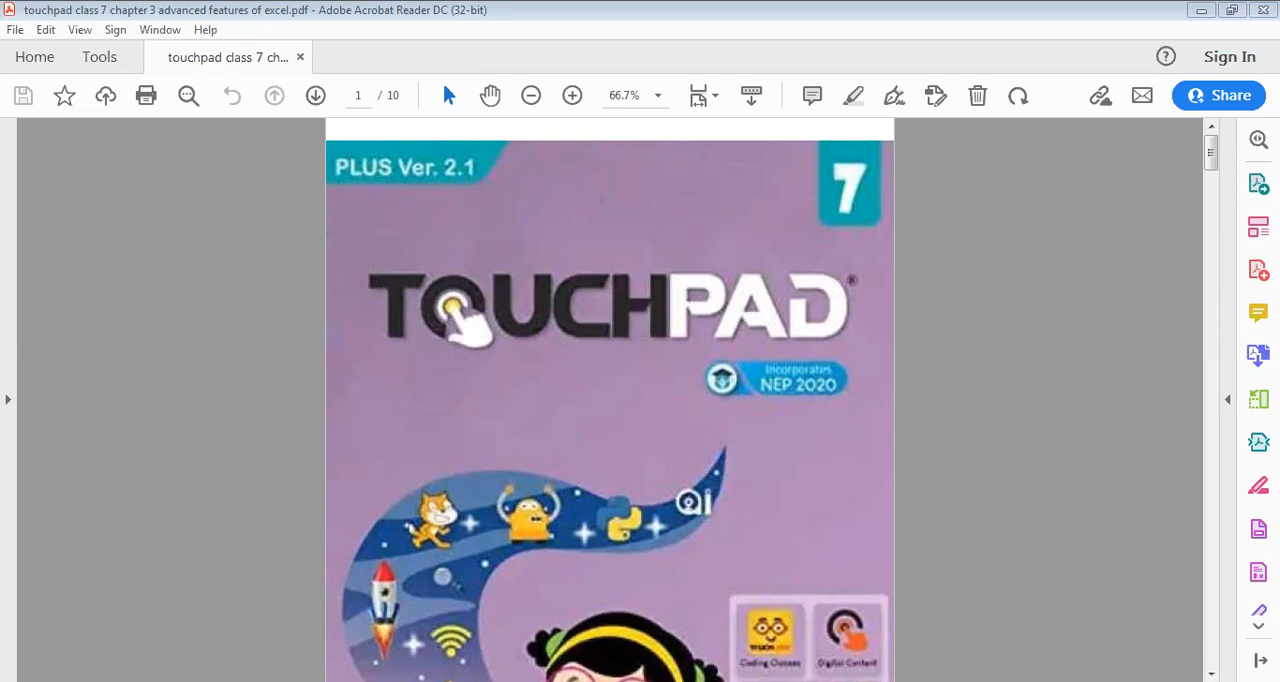 touchpad class 7 chapter 3 advanced features of excel.pdf - Adobe Acrobat Reader DC (32-bit)
File Edit View Sign Window Help
Home Tools touchpad class 7 ch... × Sign In
1 / 10 66.7% Share
PLUS Ver. 2.1
7
TOUCHPAD®
Incorporates
NEP 2020
ai
Coding Classes Digital Content